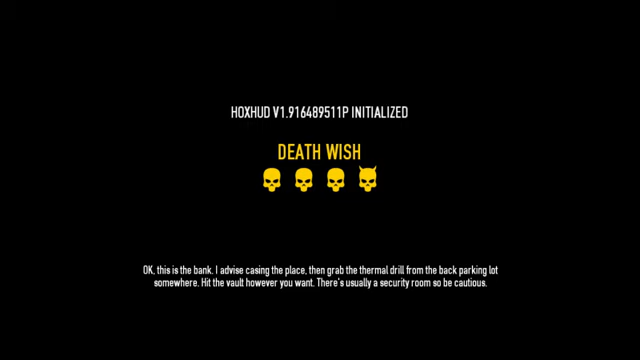 HOXHUD V1.916489511P INITIALIZED
DEATH WISH
OK, this is the bank. I advise casing the place, then grab the thermal drill from the back parking lot
somewhere. Hit the vault however you want. There's usually a security room so be cautious.